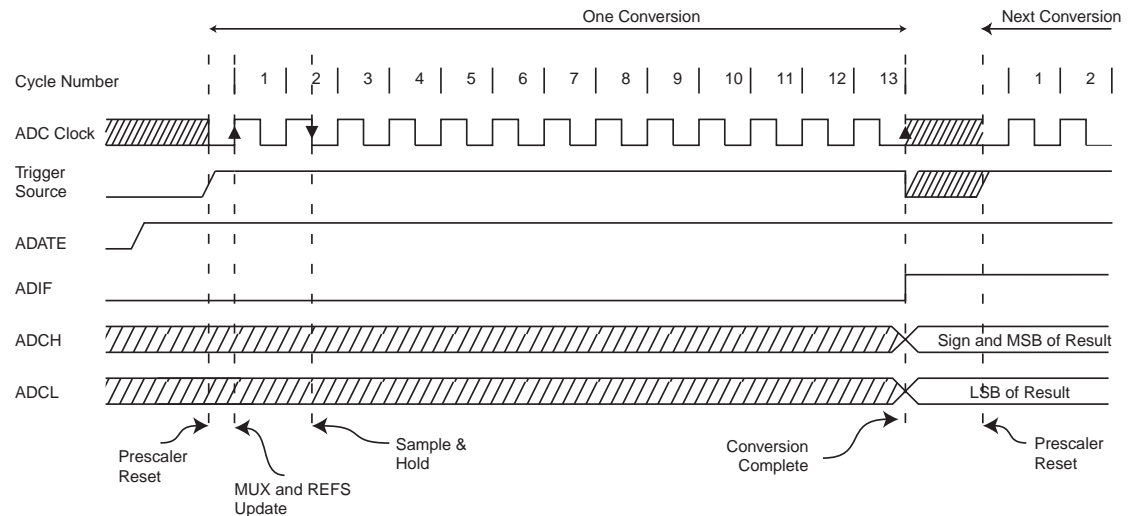 One Conversion
Next Conversion
Cycle Number
1 2 3 4 5 6 7 8 9 10 11 12 13 1 2
ADC Clock
Trigger
Source
ADATE
ADIF
ADCH
Sign and MSB of Result
ADCL
LSB of Result
Prescaler
Reset
MUX and REFS
Update
Sample &
Hold
Conversion
Complete
Prescaler
Reset